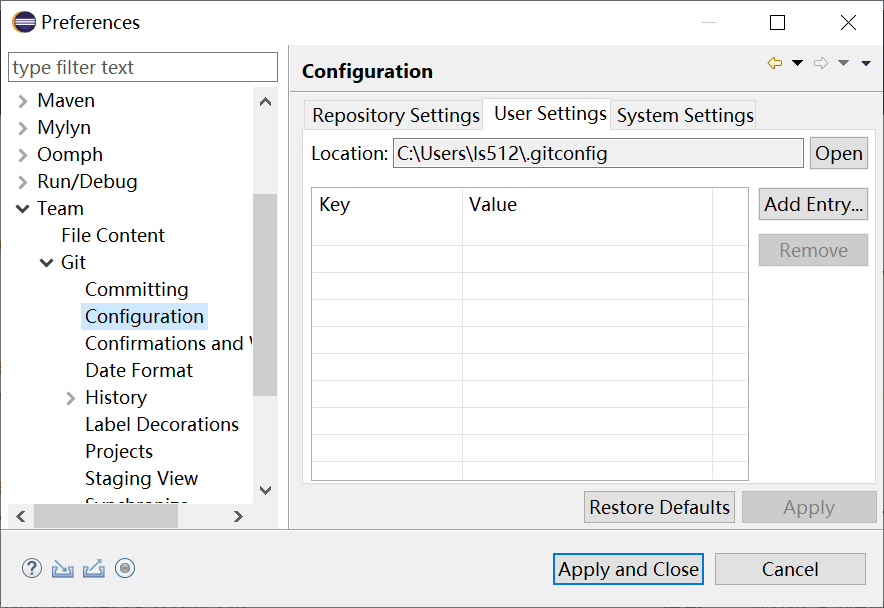 Preferences
type filter text
Maven
Mylyn
Oomph
Run/Debug
Team
File Content
Git
Committing
Configuration
Confirmations and
Date Format
History
Label Decorations
Projects
Staging View
Synchronize
Configuration
Repository Settings User Settings System Settings
Location: C:\Users\ls512\.gitconfig Open
Key Value
Add Entry...
Remove
Restore Defaults Apply
Apply and Close Cancel